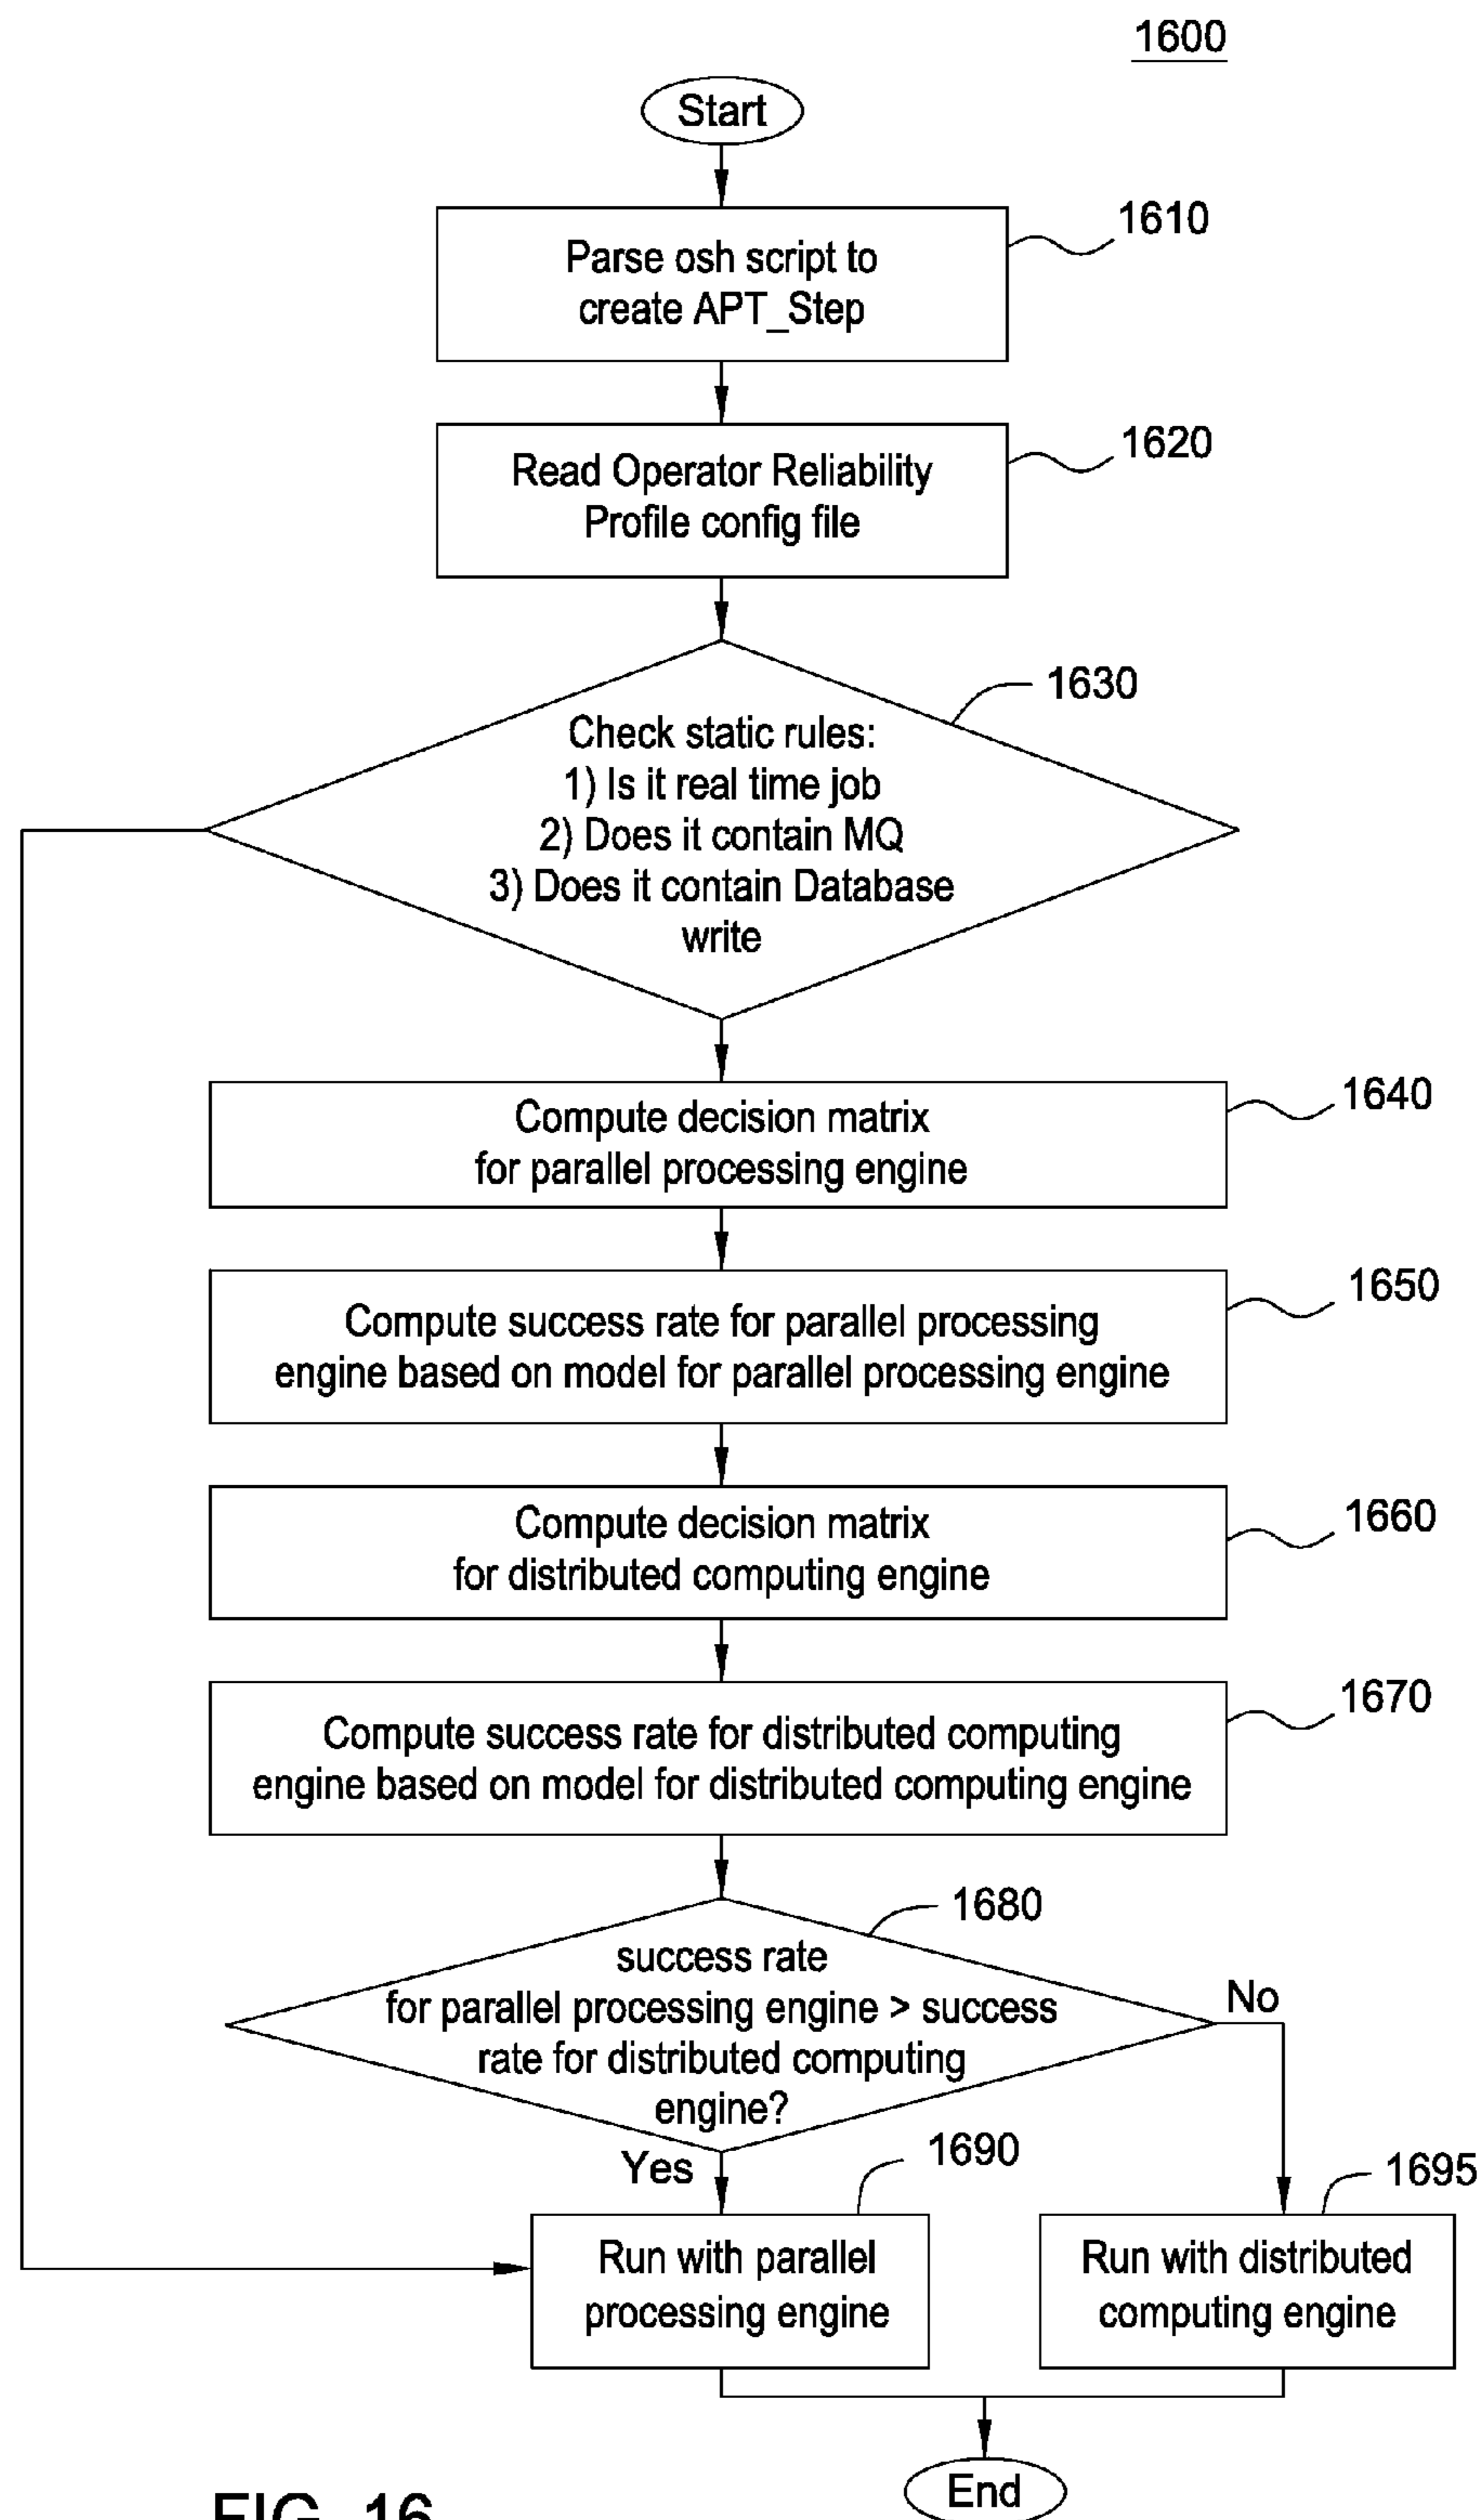 1600
Start
1610
Parse osh script to
create APT_Step
1620
Read Operator Reliability
Profile config file
1630
Check static rules:
1) Is it real time job
2) Does it contain MQ
3) Does it contain Database
write
1640
Compute decision matrix
for parallel processing engine
1650
Compute success rate for parallel processing
engine based on model for parallel processing engine
1660
Compute decision matrix
for distributed computing engine
1670
Compute success rate for distributed computing
engine based on model for distributed computing engine
1680
success rate
for parallel processing engine > success
rate for distributed computing
engine?
No
Yes
1690
1695
Run with parallel
processing engine
Run with distributed
computing engine
End
FIG. 16